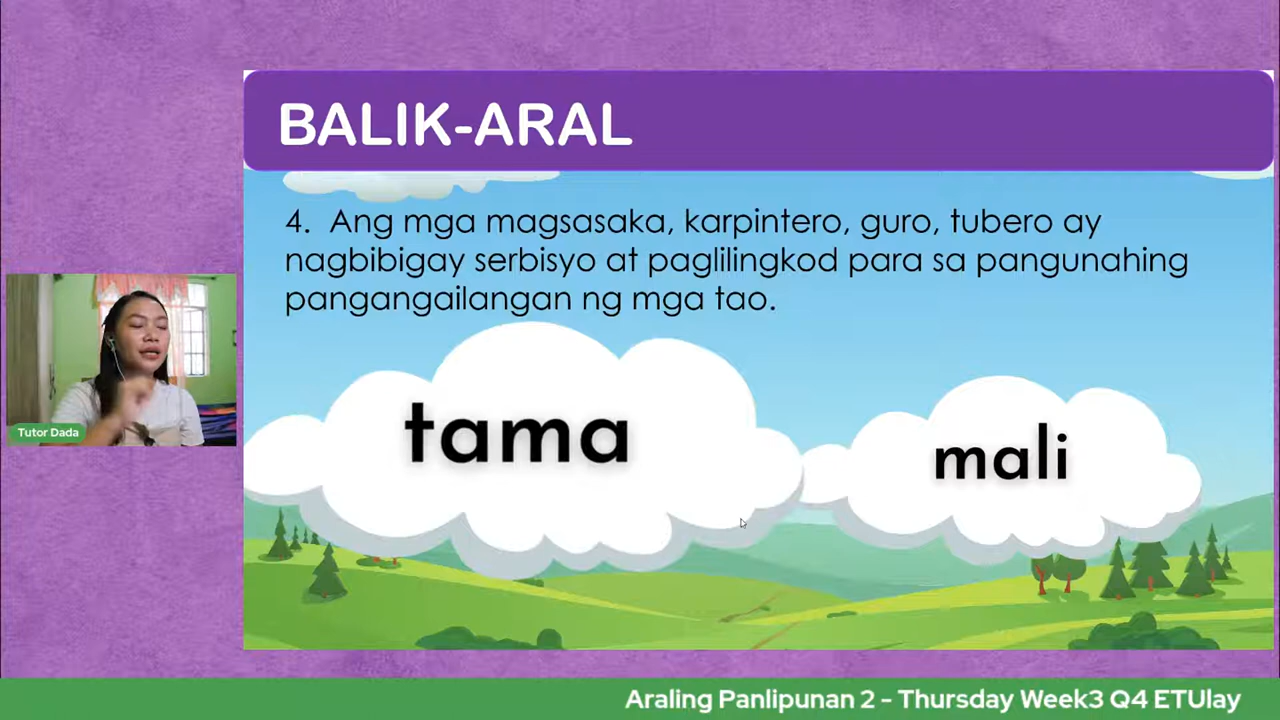 BALIK-ARAL
4. Ang mga magsasaka, karpintero, guro, tubero ay
nagbibigay serbisyo at paglilingkod para sa pangunahing
pangangailangan ng mga tao.
tama
mali
Tutor Dada
Araling Panlipunan 2 - Thursday Week3 Q4 ETUlay